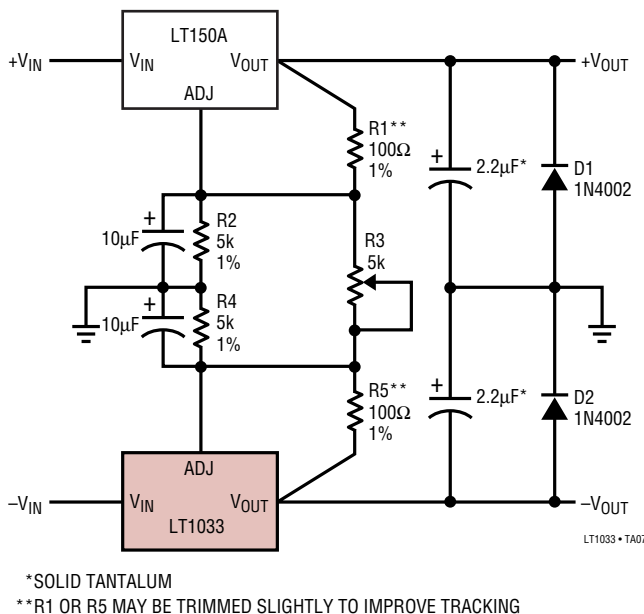 LT150A
+VIN
VIN
VOUT
+VOUT
ADJ
R1**
100Ω
1%
+
2.2µF*
D1
1N4002
+
10µF
R2
5k
1%
R3
5k
+
10µF
R4
5k
1%
R5**
100Ω
1%
+
2.2µF*
D2
1N4002
ADJ
–VIN
VIN
VOUT
–VOUT
LT1033
LT1033 • TA07
*SOLID TANTALUM
**R1 OR R5 MAY BE TRIMMED SLIGHTLY TO IMPROVE TRACKING